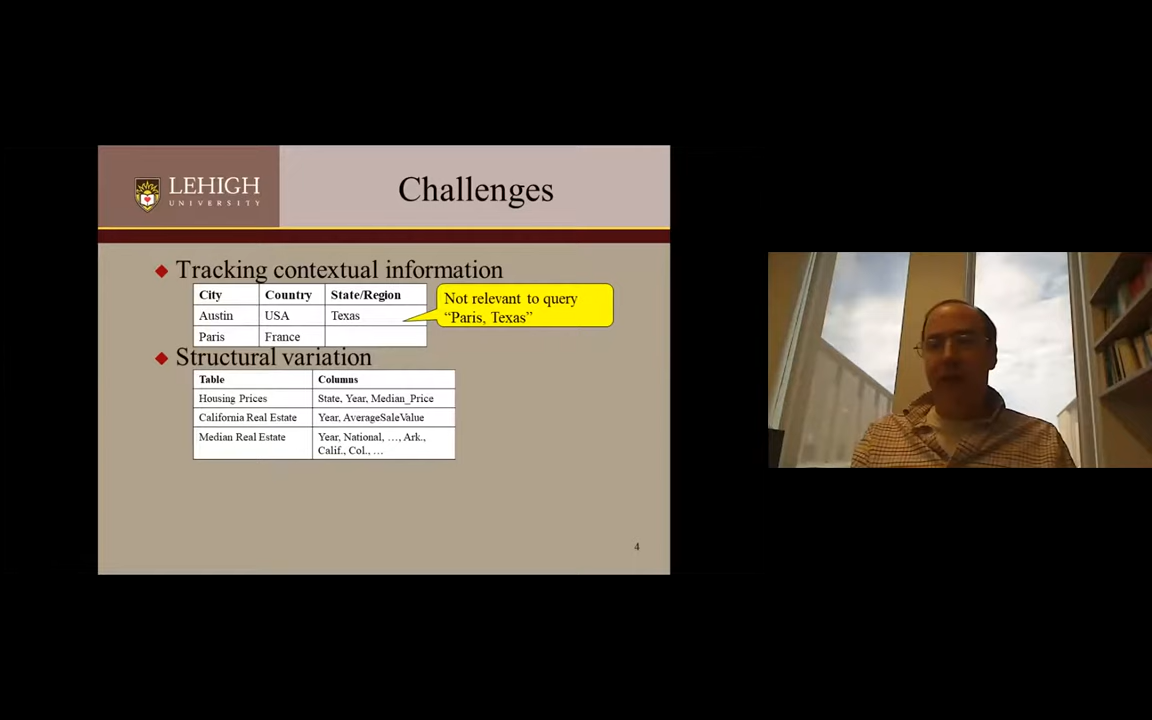 LEHIGH
UNIVERSITY
Challenges
Tracking contextual information
City Country State/Region
Austin USA Texas
Paris France
Not relevant to query
“Paris, Texas”
Structural variation
Table Columns
Housing Prices State, Year, Median_Price
California Real Estate Year, AverageSaleValue
Median Real Estate Year, National, …, Ark.,
Calif., Col., …
4